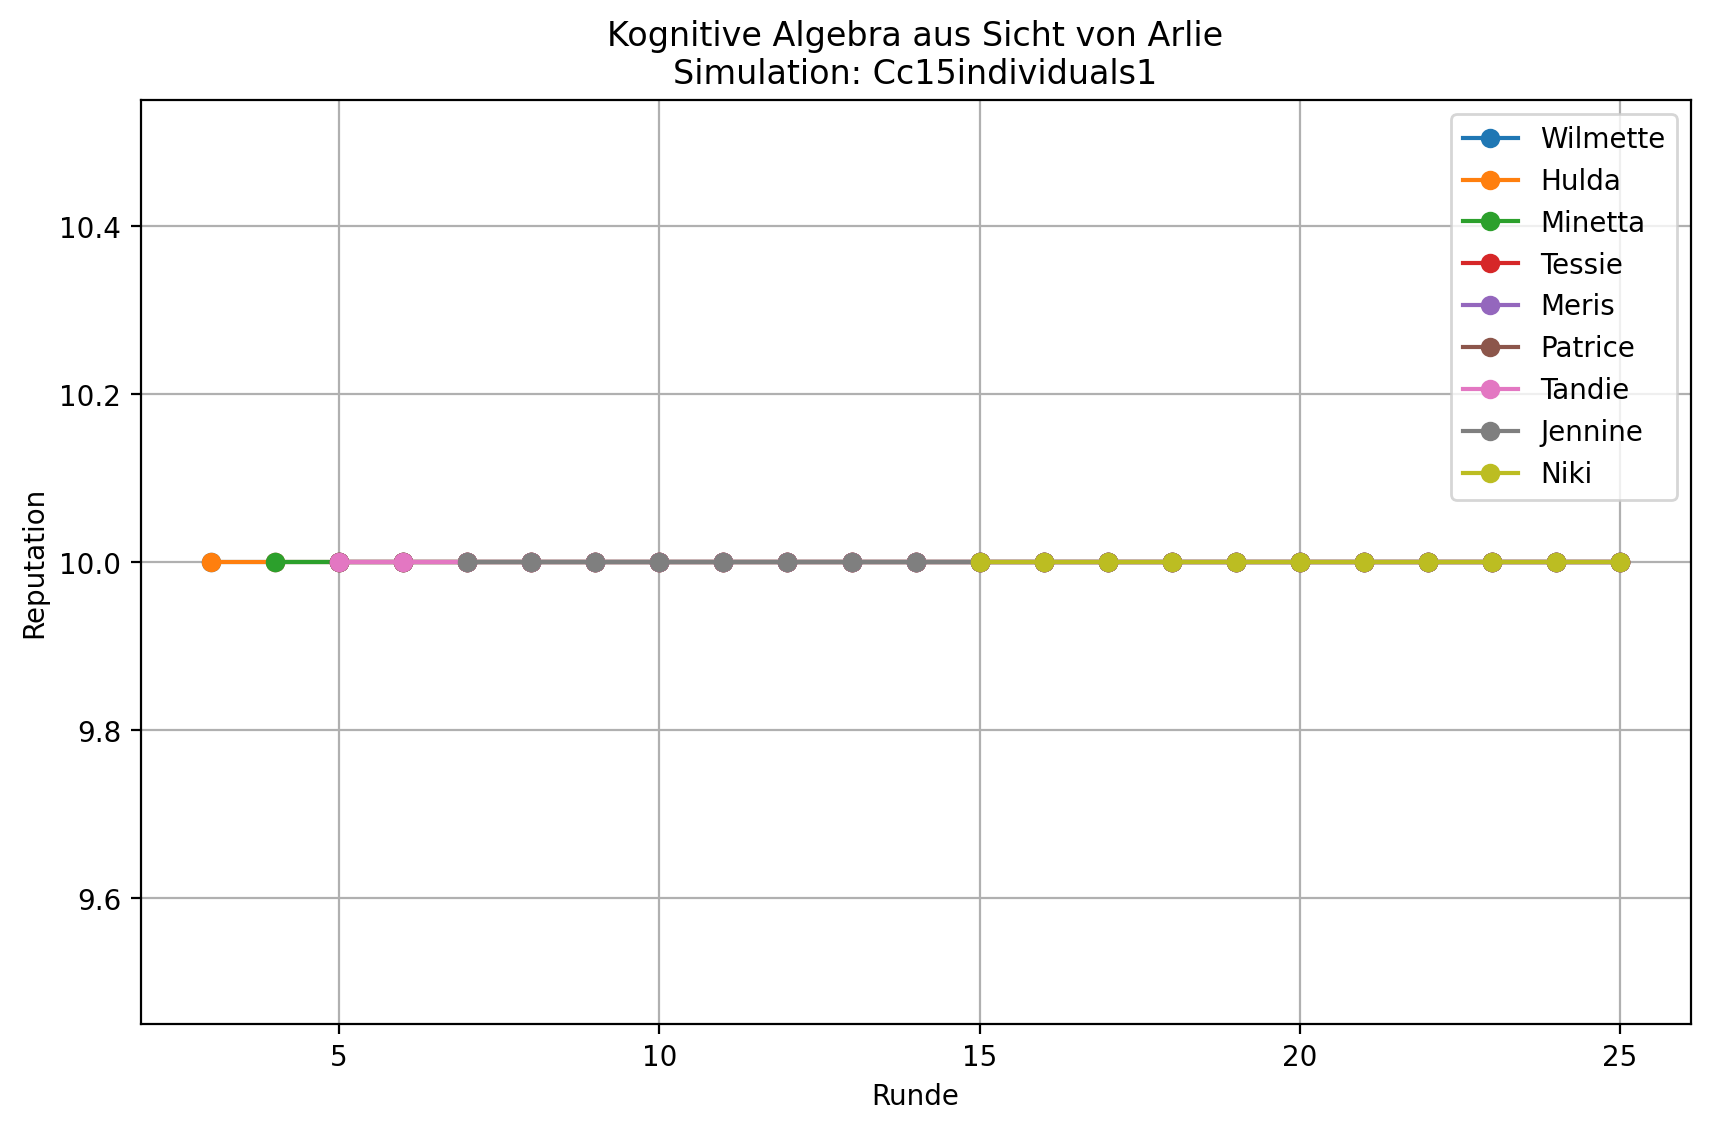 Kognitive Algebra aus Sicht von Arlie
Simulation: Cc15individuals1
Wilmette
Hulda
Minetta
Tessie
Meris
Patrice
Tandie
Jennine
Niki
Reputation
10.4
10.2
10.0
9.8
9.6
5 10 15 20 25
Runde